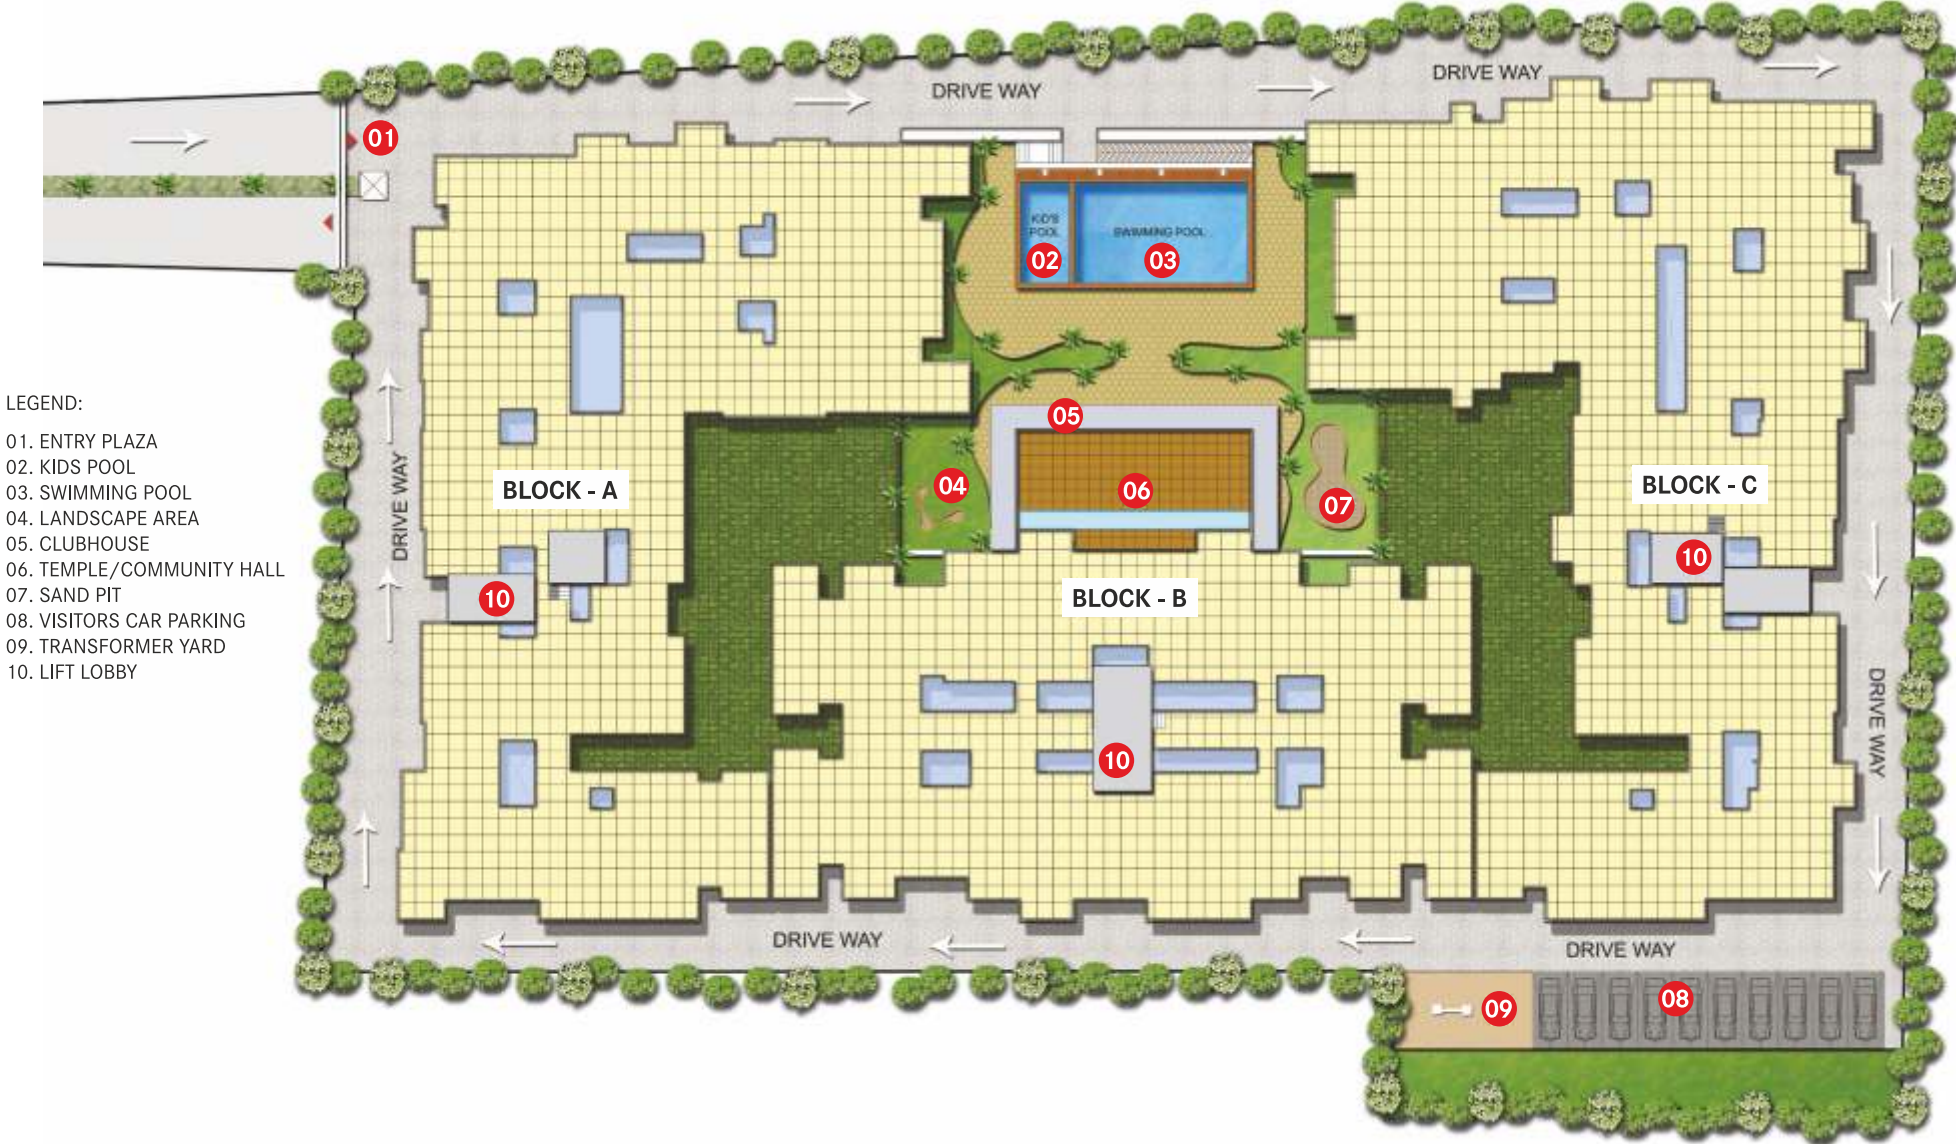 DRIVE WAY
DRIVE WAY
01
KID'S
POOL
SWIMMING POOL
02
03
LEGEND:
01. ENTRY PLAZA
02. KIDS POOL
03. SWIMMING POOL
04. LANDSCAPE AREA
05. CLUBHOUSE
06. TEMPLE/COMMUNITY HALL
07. SAND PIT
08. VISITORS CAR PARKING
09. TRANSFORMER YARD
10. LIFT LOBBY
05
DRIVE WAY
BLOCK - A
04
06
07
BLOCK - C
10
10
BLOCK - B
10
DRIVE WAY
DRIVE WAY
DRIVE WAY
09
08